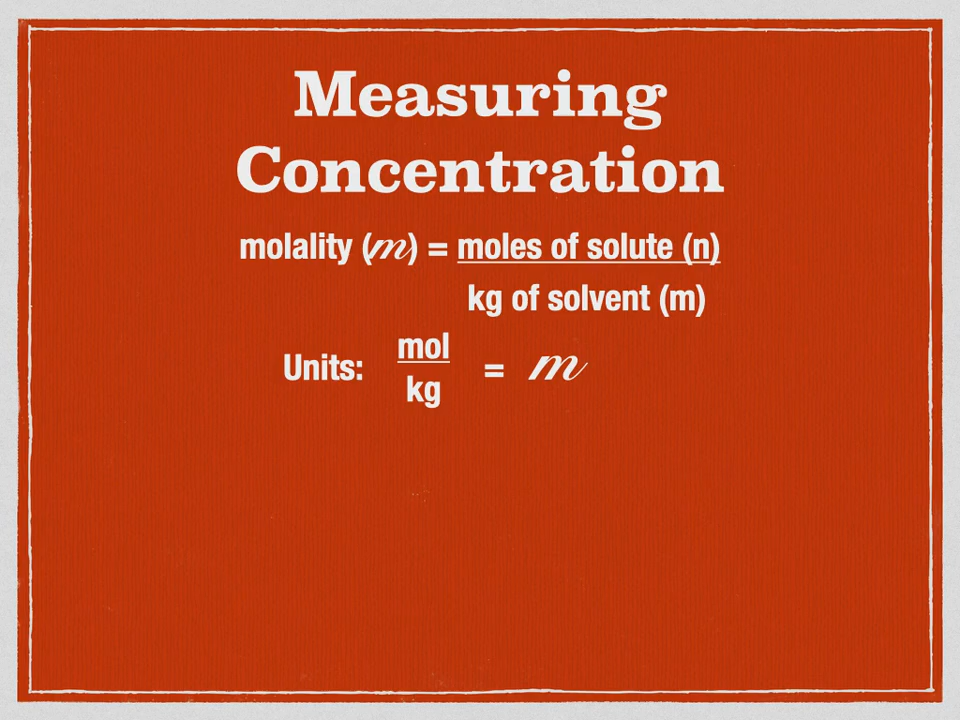 Measuring
Concentration
molality (𝓂) = moles of solute (n)
kg of solvent (m)
mol
Units: = 𝓂
kg